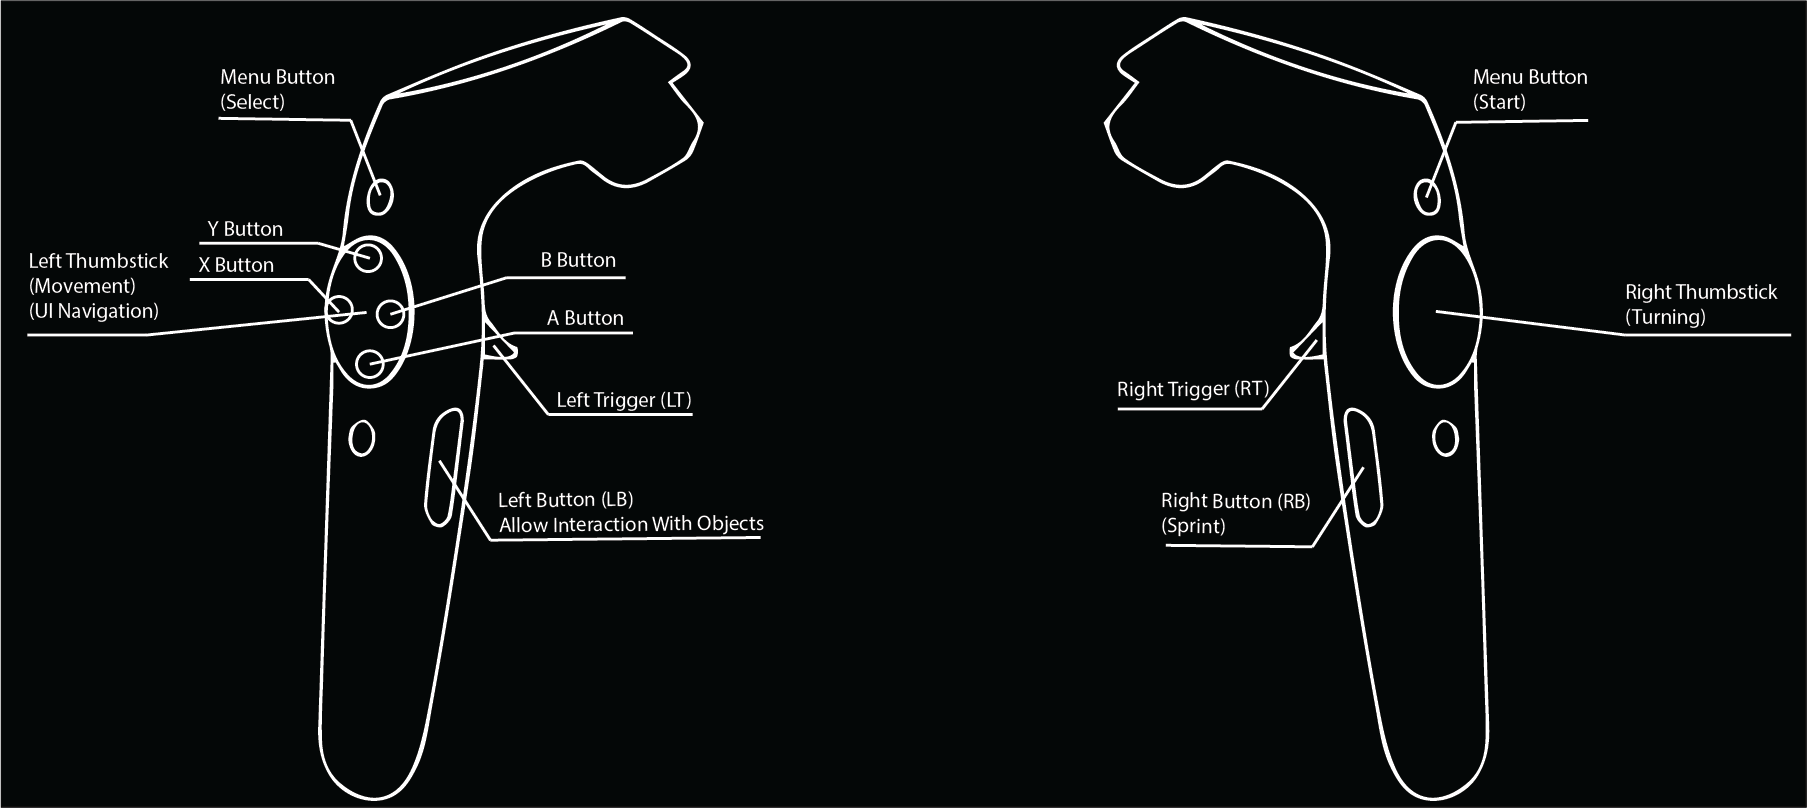 Menu Button
(Select)
Y Button
Left Thumbstick
(Movement)
(UI Navigation)
X Button
B Button
A Button
Left Trigger (LT)
Left Button (LB)
Allow Interaction With Objects
Menu Button
(Start)
Right Thumbstick
(Turning)
Right Trigger (RT)
Right Button (RB)
(Sprint)